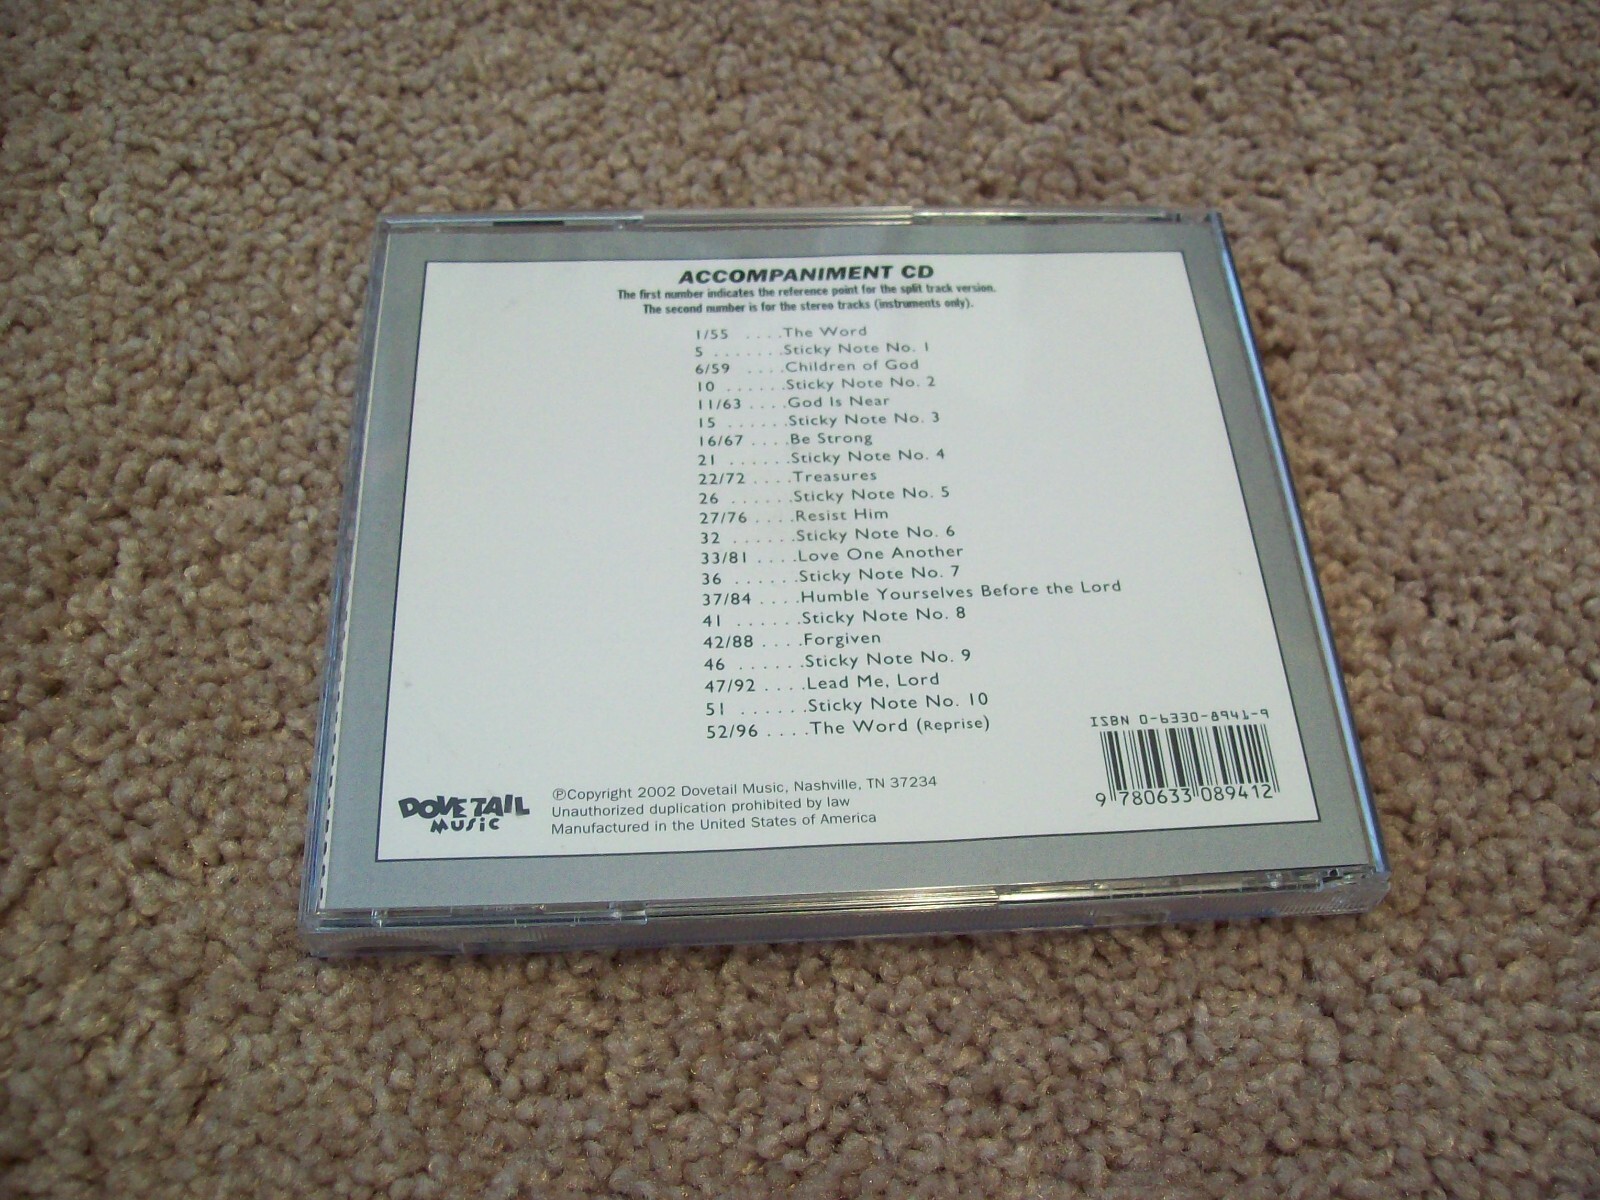 ACCOMPANIMENT CD
The first number indicates the reference point for the split track version.
The second number is for the stereo tracks (instruments only).
1/55 ....The Word
5 .......Sticky Note No. 1
6/59 ....Children of God
10 ......Sticky Note No. 2
11/63 ....God Is Near
15 ......Sticky Note No. 3
16/67 ....Be Strong
21 ......Sticky Note No. 4
22/72 ....Treasures
26 ......Sticky Note No. 5
27/76 ....Resist Him
32 ......Sticky Note No. 6
33/81 ....Love One Another
36 ......Sticky Note No. 7
37/84 ....Humble Yourselves Before the Lord
41 ......Sticky Note No. 8
42/88 ....Forgiven
46 ......Sticky Note No. 9
47/92 ....Lead Me, Lord
51 ......Sticky Note No. 10
52/96 ....The Word (Reprise)
ISBN 0-6330-8941-9
9 780633 089412
DOVETAIL
MUSIC
℗Copyright 2002 Dovetail Music, Nashville, TN 37234
Unauthorized duplication prohibited by law
Manufactured in the United States of America